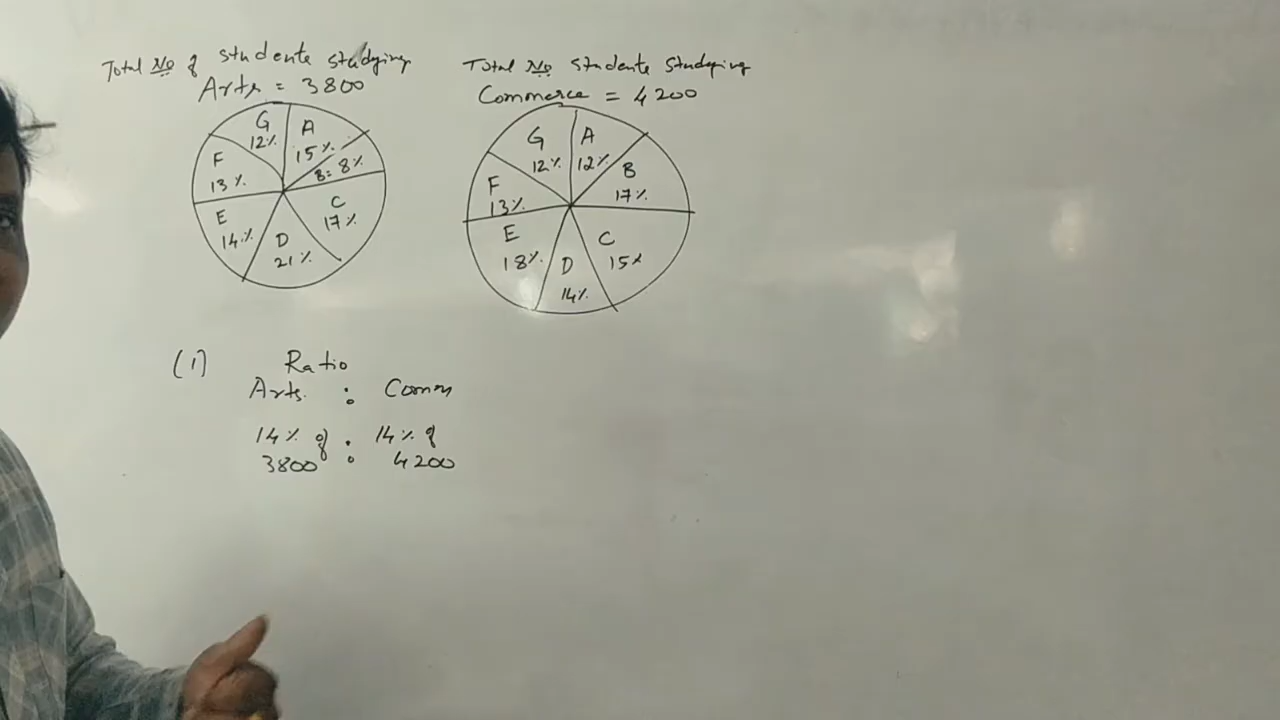 Total No of students studying
Arts = 3800
G
12%
A
15%
B = 8%
C
17%
D
21%
E
14%
F
13%
Total No students studying
Commerce = 4200
G
12%
A
12%
B
17%
C
15%
D
14%
E
18%
F
13%
(1) Ratio
Arts : Comm
14% of : 14% of
3800 : 4200